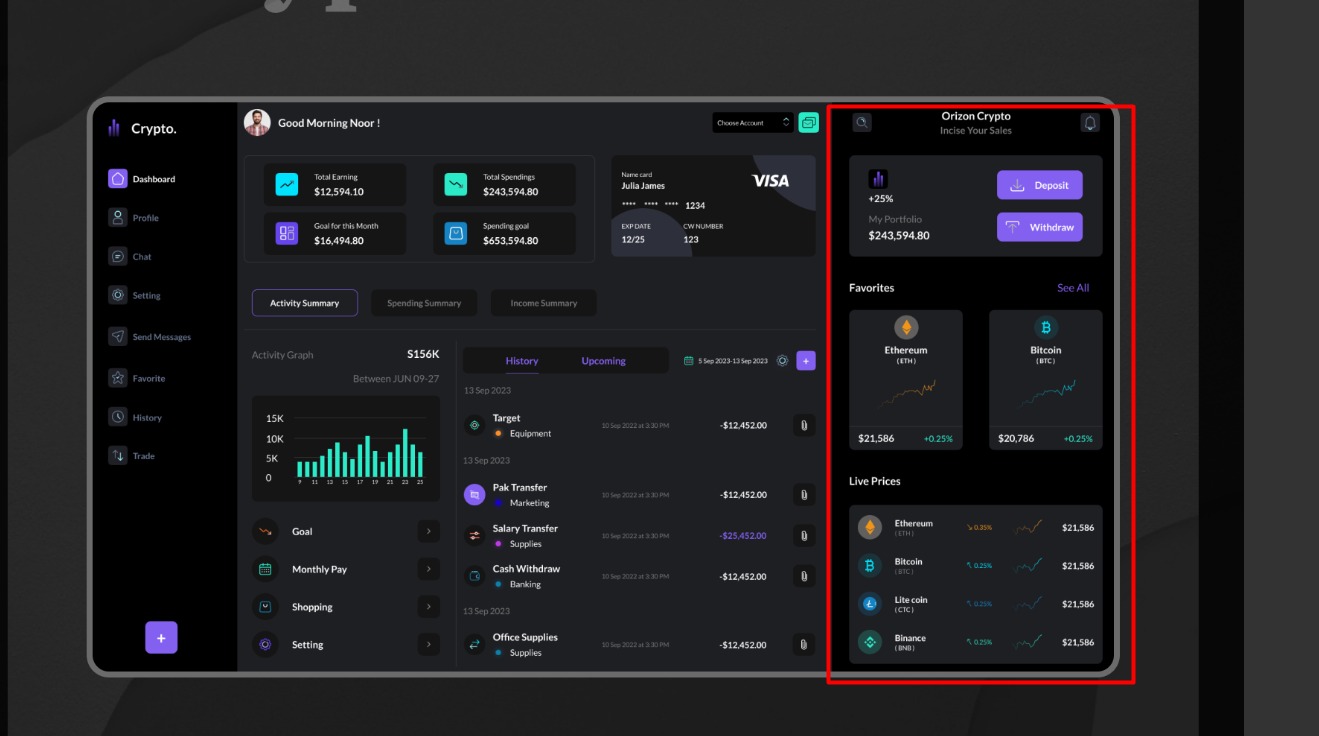 Crypto.
Dashboard
Profile
Chat
Setting
Send Messages
Favorite
History
Trade
+
Good Morning Noor !
Choose Account
Total Earning
$12,594.10
Total Spendings
$243,594.80
Goal for this Month
$16,494.80
Spending goal
$653,594.80
Name card
Julia James
VISA
**** **** **** 1234
EXP DATE
12/25
CW NUMBER
123
Activity Summary
Spending Summary
Income Summary
Activity Graph
$156K
Between JUN 09-27
15K
10K
5K
0
9 11 13 15 17 19 21 23 25
Goal
Monthly Pay
Shopping
Setting
History
Upcoming
5 Sep 2023-13 Sep 2023
+
13 Sep 2023
Target
Equipment
10 Sep 2022 at 3:30 PM
-$12,452.00
13 Sep 2023
Pak Transfer
Marketing
10 Sep 2022 at 3:30 PM
-$12,452.00
Salary Transfer
Supplies
10 Sep 2022 at 3:30 PM
-$25,452.00
Cash Withdraw
Banking
10 Sep 2022 at 3:30 PM
-$12,452.00
13 Sep 2023
Office Supplies
Supplies
10 Sep 2022 at 3:30 PM
-$12,452.00
Orizon Crypto
Incise Your Sales
+25%
My Portfolio
$243,594.80
Deposit
Withdraw
Favorites
See All
Ethereum
(ETH)
$21,586
+0.25%
Bitcoin
(BTC)
$20,786
+0.25%
Live Prices
Ethereum
(ETH)
0.35%
$21,586
Bitcoin
(BTC)
0.25%
$21,586
Lite coin
(CTC)
0.25%
$21,586
Binance
(BNB)
0.25%
$21,586